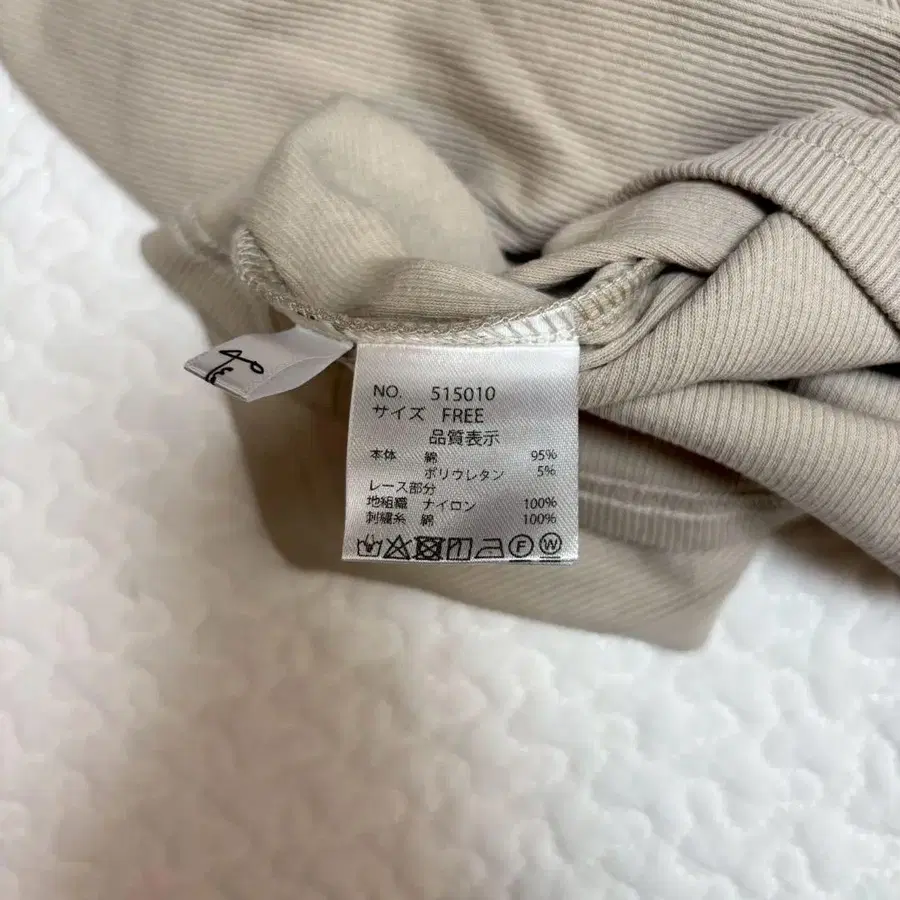 NO. 515010
サイズ FREE
品質表示
本体 綿 95%
ポリウレタン 5%
レース部分
地組織 ナイロン 100%
刺繍糸 綿 100%
F W